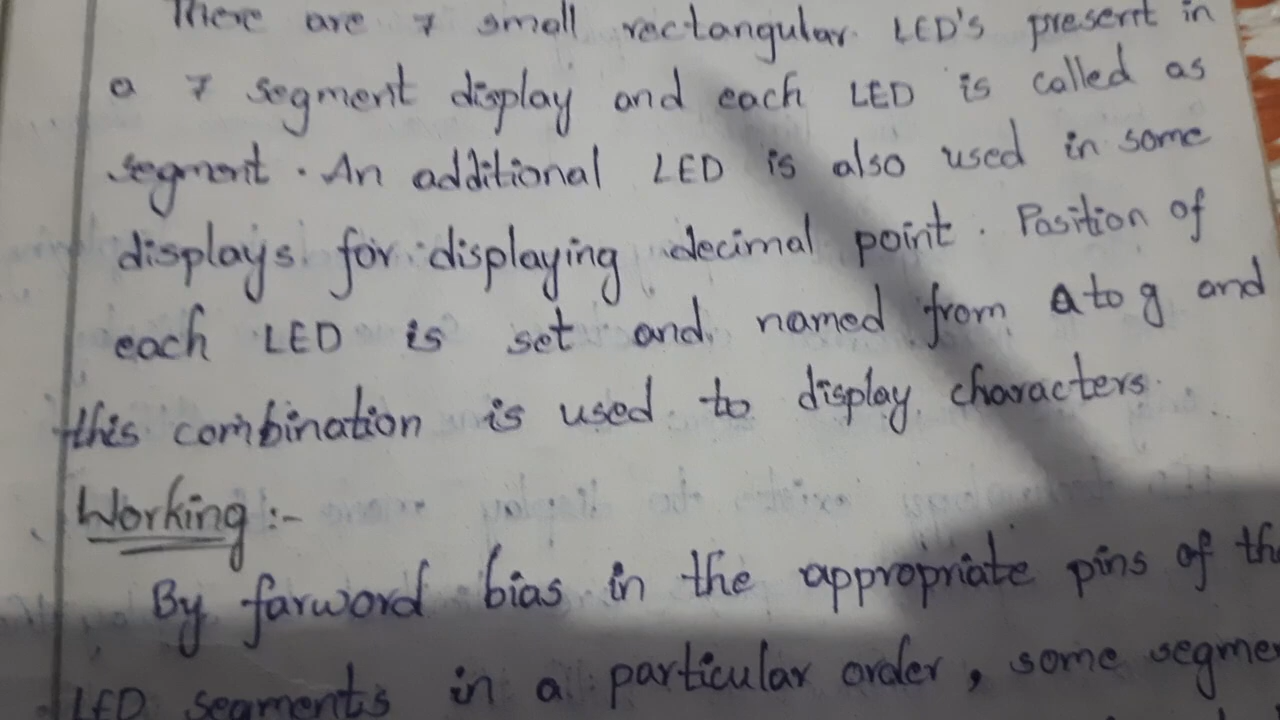 There are 7 small rectangular LED's present in
a 7 segment display and each LED is called as
segment. An additional LED is also used in some
displays for displaying decimal point. Position of
each LED is set and named from a to g and
this combination is used to display characters.
Working :-
By farword bias in the appropriate pins of the
LED segments in a particular order, some segme